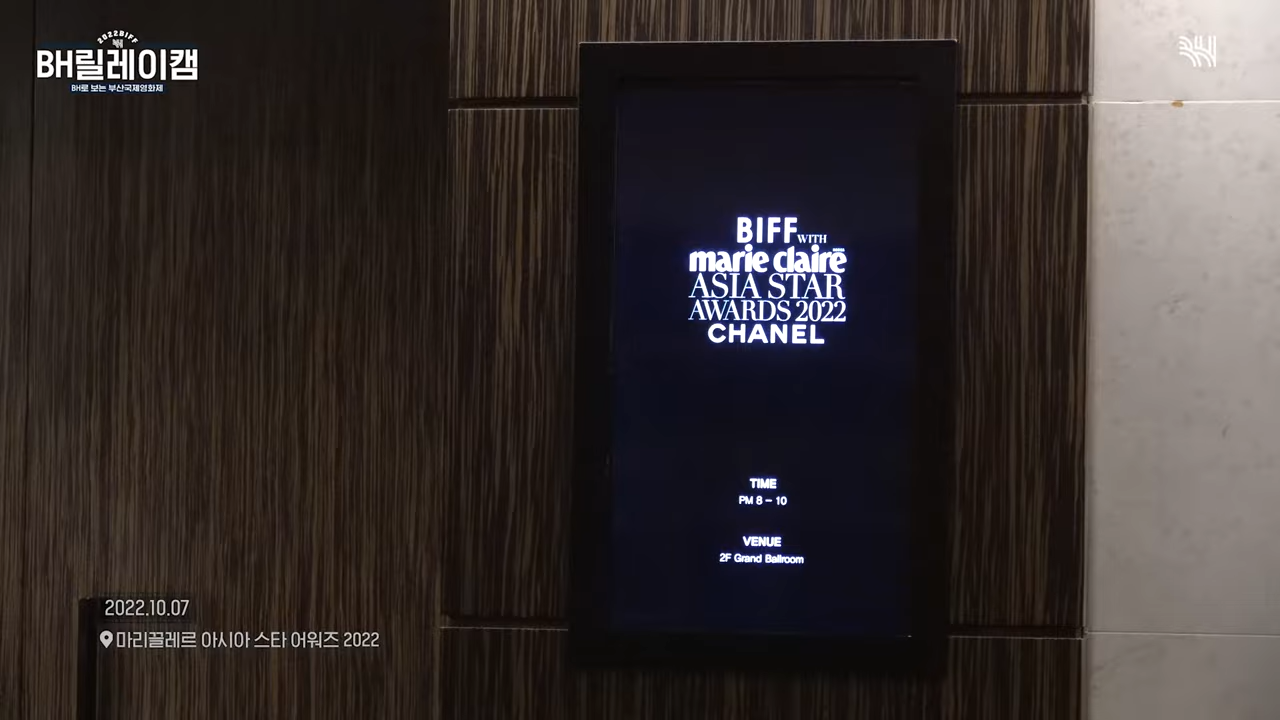 2022BIFF
BH릴레이캠
BH로 보는 부산국제영화제
BH
BIFF WITH
marie claire
ASIA STAR
AWARDS 2022
CHANEL
TIME
PM 8 – 10
VENUE
2F Grand Ballroom
2022.10.07
마리끌레르 아시아 스타 어워즈 2022